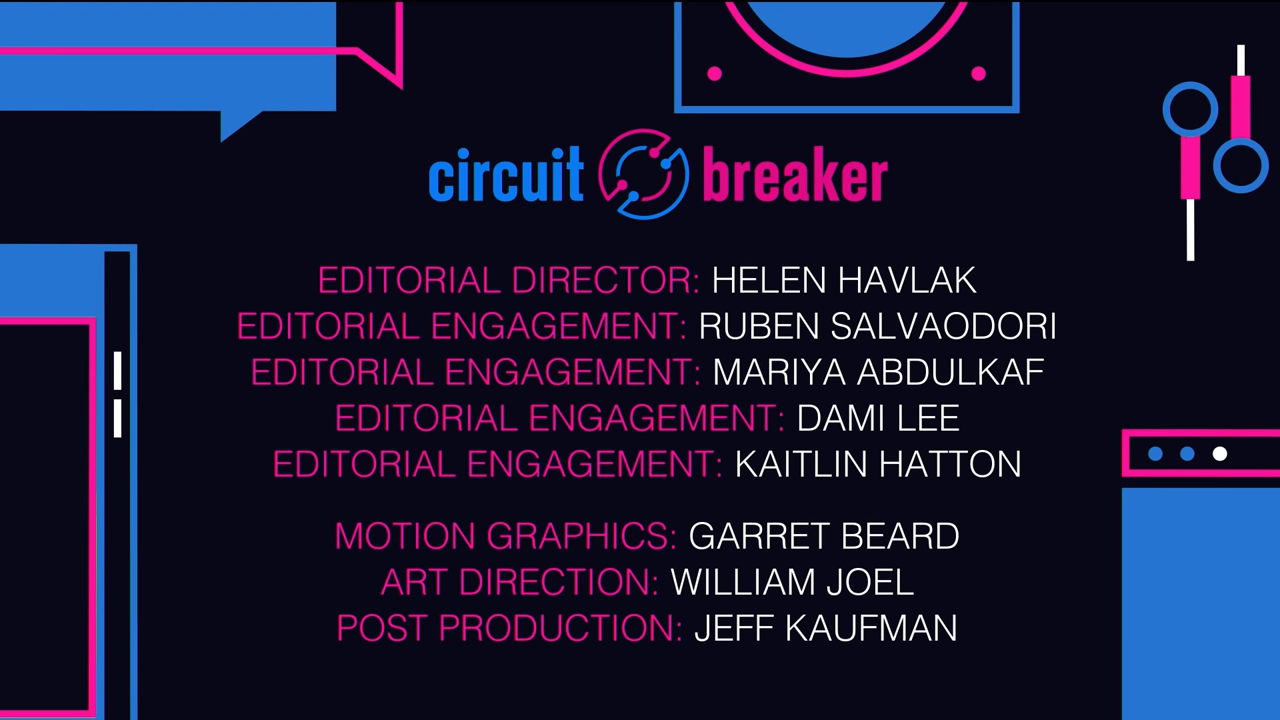 circuit breaker
EDITORIAL DIRECTOR: HELEN HAVLAK
EDITORIAL ENGAGEMENT: RUBEN SALVAODORI
EDITORIAL ENGAGEMENT: MARIYA ABDULKAF
EDITORIAL ENGAGEMENT: DAMI LEE
EDITORIAL ENGAGEMENT: KAITLIN HATTON
MOTION GRAPHICS: GARRET BEARD
ART DIRECTION: WILLIAM JOEL
POST PRODUCTION: JEFF KAUFMAN